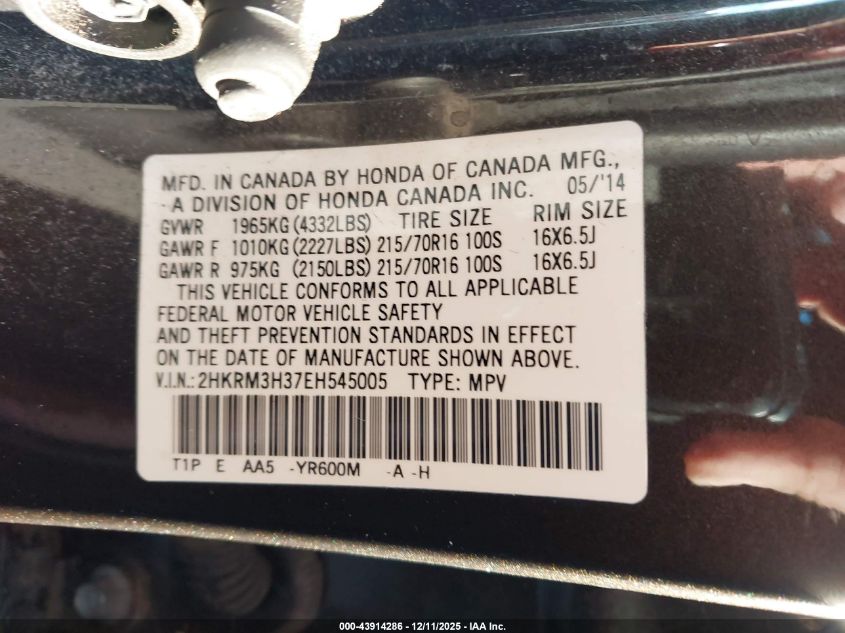 MFD. IN CANADA BY HONDA OF CANADA MFG.,
A DIVISION OF HONDA CANADA INC. 05/'14
GVWR 1965KG(4332LBS) TIRE SIZE RIM SIZE
GAWR F 1010KG(2227LBS) 215/70R16 100S 16X6.5J
GAWR R 975KG (2150LBS) 215/70R16 100S 16X6.5J
THIS VEHICLE CONFORMS TO ALL APPLICABLE
FEDERAL MOTOR VEHICLE SAFETY
AND THEFT PREVENTION STANDARDS IN EFFECT
ON THE DATE OF MANUFACTURE SHOWN ABOVE.
V.I.N.: 2HKRM3H37EH545005 TYPE: MPV
T1P E AA5 -YR600M -A -H
000-43914286 - 12/11/2025 - IAA Inc.